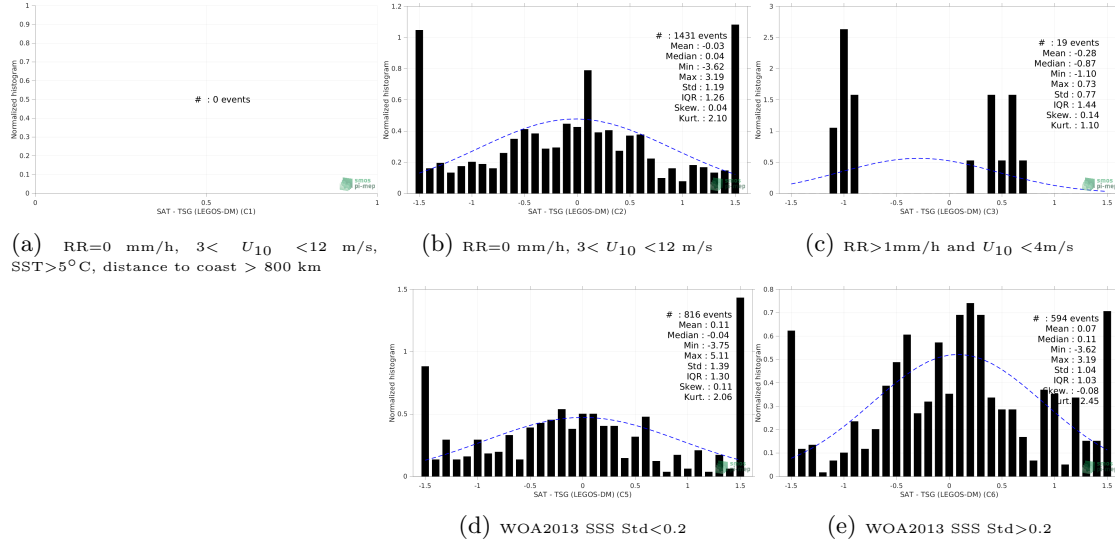 1
0.9
0.8
0.7
0.6
0.5
0.4
0.3
0.2
0.1
0
Normalized histogram
# : 0 events
smos
pi-mep
0 0.5 1
SAT - TSG (LEGOS-DM) (C1)
1.2
1
0.8
0.6
0.4
0.2
0
Normalized histogram
# : 1431 events
Mean : -0.03
Median : 0.04
Min : -3.62
Max : 3.19
Std : 1.19
IQR : 1.26
Skew. : 0.04
Kurt. : 2.10
smos
pi-mep
-1.5 -1 -0.5 0 0.5 1 1.5
SAT - TSG (LEGOS-DM) (C2)
3
2.5
2
1.5
1
0.5
0
Normalized histogram
# : 19 events
Mean : -0.28
Median : -0.87
Min : -1.10
Max : 0.73
Std : 0.77
IQR : 1.44
Skew. : 0.14
Kurt. : 1.10
smos
pi-mep
-1.5 -1 -0.5 0 0.5 1 1.5
SAT - TSG (LEGOS-DM) (C3)
(a) RR=0 mm/h, 3< U10 <12 m/s,
SST>5°C, distance to coast > 800 km
(b) RR=0 mm/h, 3< U10 <12 m/s
(c) RR>1mm/h and U10 <4m/s
1.5
1
0.5
0
Normalized histogram
# : 816 events
Mean : 0.11
Median : -0.04
Min : -3.75
Max : 5.11
Std : 1.39
IQR : 1.30
Skew. : 0.11
Kurt. : 2.06
smos
pi-mep
-1.5 -1 -0.5 0 0.5 1 1.5
SAT - TSG (LEGOS-DM) (C5)
0.8
0.7
0.6
0.5
0.4
0.3
0.2
0.1
0
Normalized histogram
# : 594 events
Mean : 0.07
Median : 0.11
Min : -3.62
Max : 3.19
Std : 1.04
IQR : 1.03
Skew. : -0.08
Kurt. : 2.45
smos
pi-mep
-1.5 -1 -0.5 0 0.5 1 1.5
SAT - TSG (LEGOS-DM) (C6)
(d) WOA2013 SSS Std<0.2
(e) WOA2013 SSS Std>0.2